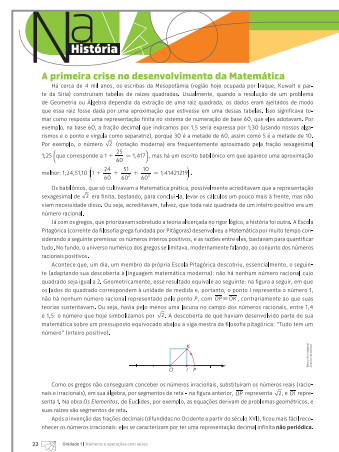 Na
História
A primeira crise no desenvolvimento da Matemática
Há cerca de 4 mil anos, os escribas da Mesopotâmia (região hoje ocupada por Iraque, Kuwait e par-
te da Síria) construíram tabelas de raízes quadradas. Usualmente, quando a resolução de um problema
de Geometria ou Álgebra dependia da extração de uma raiz quadrada, os dados eram ajeitados de modo
que essa raiz fosse dada por uma aproximação que estivesse em uma dessas tabelas. Isso significava to-
mar como resposta uma representação finita no sistema de numeração de base 60, que eles adotavam. Por
exemplo, na base 60, a fração decimal que indicamos por 1,5 seria expressa por 1;30 (usando nossos alga-
rismos e o ponto e vírgula como separatriz), porque 30 é a metade de 60, assim como 5 é a metade de 10.
Por exemplo, o número √2 (notação moderna) era frequentemente aproximado pela fração sexagesimal
1;25 (que corresponde a 1 + 25/60 ≈ 1,417), mas há um escrito babilônico em que aparece uma aproximação
melhor: 1;24,51,10 (1 + 24/60 + 51/60² + 10/60³ ≈ 1,41421219).
Os babilônios, que só cultivavam a Matemática prática, possivelmente acreditavam que a representação
sexagesimal de √2 era finita, bastando, para concluí-la, levar os cálculos um pouco mais à frente, mas não
viam necessidade disso. Ou seja, acreditavam, talvez, que toda raiz quadrada de um inteiro positivo era um
número racional.
Já com os gregos, que priorizavam sobretudo a teoria alicerçada no rigor lógico, a história foi outra. A Escola
Pitagórica (corrente da filosofia grega fundada por Pitágoras) desenvolveu a Matemática por muito tempo con-
siderando a seguinte premissa: os números inteiros positivos, e as razões entre eles, bastavam para quantificar
tudo. No fundo, o universo numérico dos gregos se limitava, modernamente falando, ao conjunto dos números
racionais positivos.
Acontece que, um dia, um membro da própria Escola Pitagórica descobriu, essencialmente, o seguin-
te (adaptando sua descoberta à linguagem matemática moderna): não há nenhum número racional cujo
quadrado seja igual a 2. Geometricamente, esse resultado equivale ao seguinte: na figura a seguir, em que
os lados do quadrado correspondem à unidade de medida e, portanto, o ponto I representa o número 1,
não há nenhum número racional representado pelo ponto P, com OP = OK, contrariamente ao que suas
teorias sustentavam. Ou seja, havia pelo menos uma lacuna no campo dos números racionais, entre 1,4
e 1,5: o número que hoje simbolizamos por √2. A descoberta de que haviam desenvolvido parte de sua
matemática sobre um pressuposto equivocado abalou a viga mestra da filosofia pitagórica: "Tudo tem um
número" (inteiro positivo).
K
O I P
Como os gregos não conseguiam conceber os números irracionais, substituíram os números reais (racio-
nais e irracionais), em sua álgebra, por segmentos de reta - na figura anterior, OP representa √2, e OI repre-
senta 1. Na obra Os Elementos, de Euclides, por exemplo, as equações derivam de problemas geométricos, e
suas raízes são segmentos de reta.
Após a invenção das frações decimais (difundidas no Ocidente a partir do século XVI), ficou mais fácil reco-
nhecer os números irracionais: eles se caracterizam por ter uma representação decimal infinita não periódica.
22
Unidade 1 | Números e operações com raízes